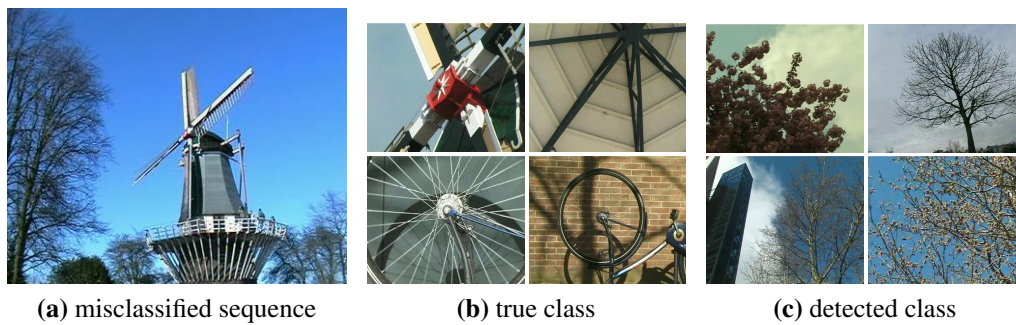 (a) misclassified sequence
(b) true class
(c) detected class